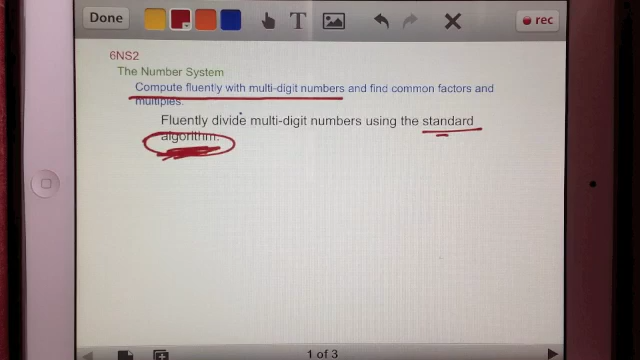 Done
T
rec
6NS2
The Number System
Compute fluently with multi-digit numbers and find common factors and
multiples.
Fluently divide multi-digit numbers using the standard
algorithm.
1 of 3